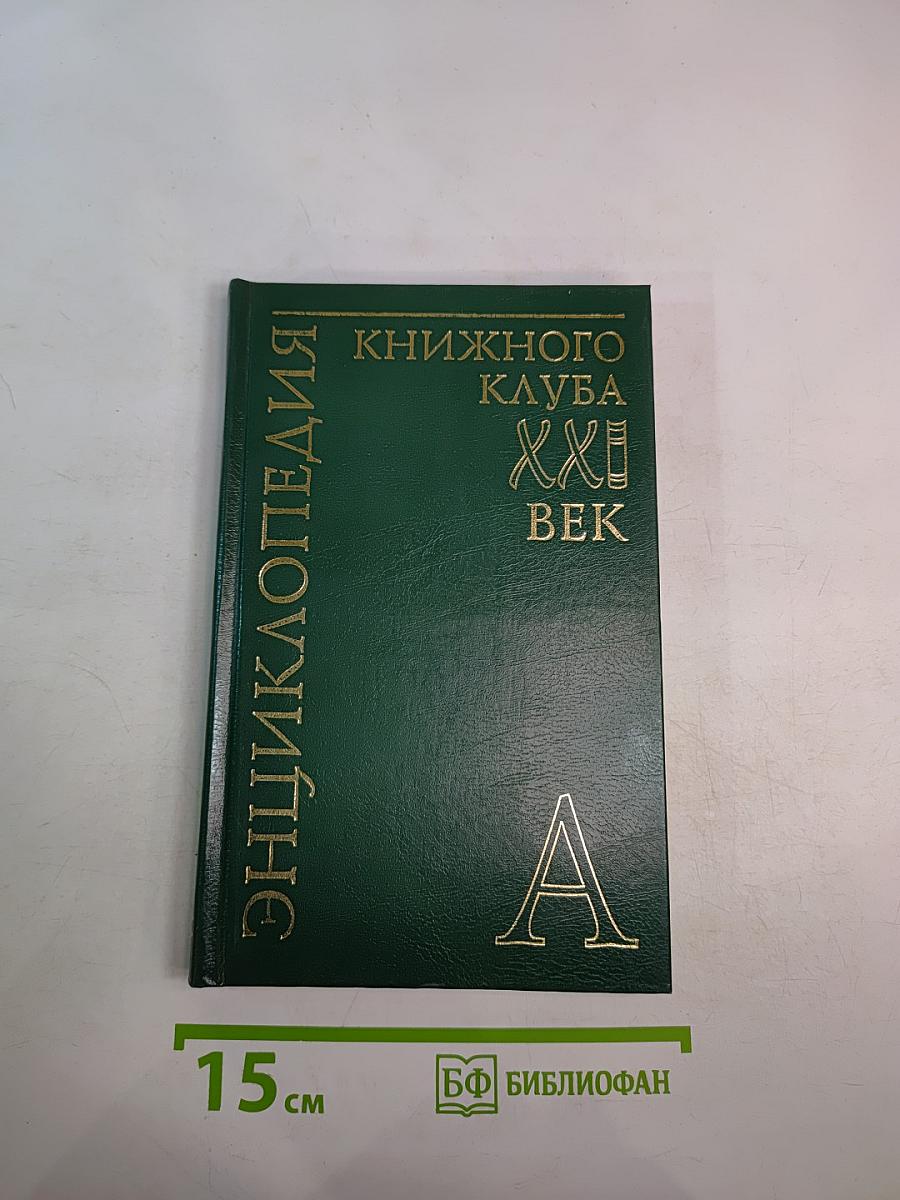 ЭНЦИКЛОПЕДИЯ
КНИЖНОГО
КЛУБА
XXI
ВЕК
А
15 см
БФ БИБЛИОФАН